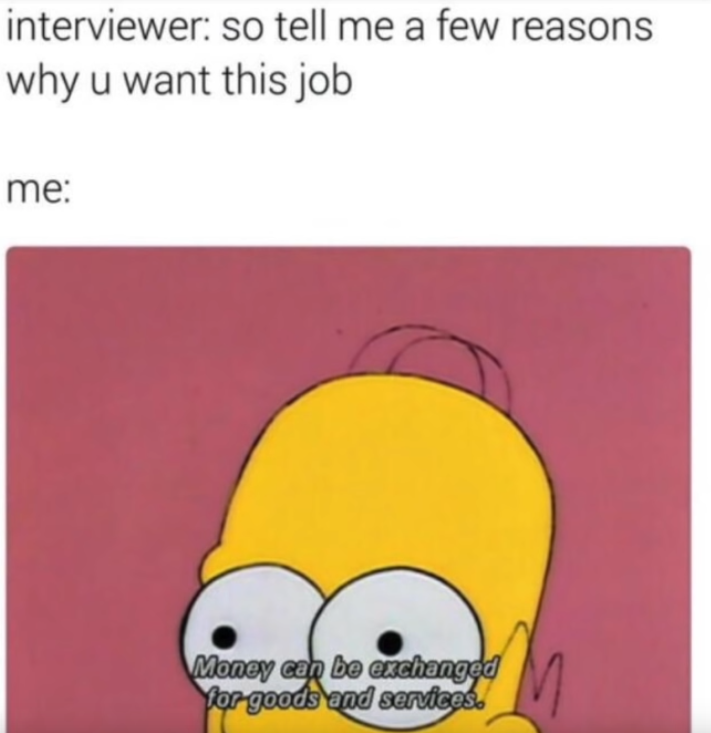 interviewer: so tell me a few reasons
why u want this job
me:
Money can be exchanged
for goods and services.